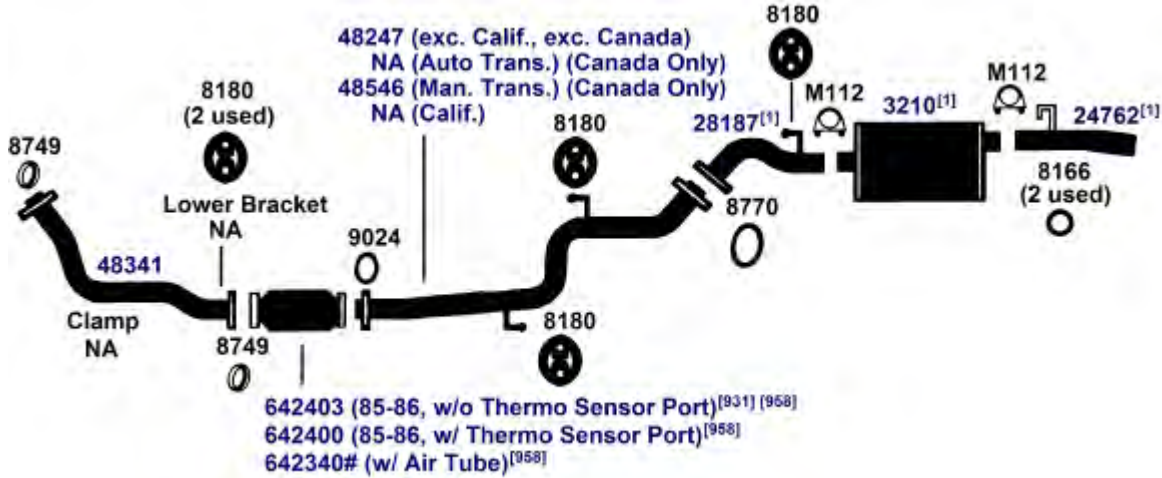 48247 (exc. Calif., exc. Canada)
NA (Auto Trans.) (Canada Only)
48546 (Man. Trans.) (Canada Only)
NA (Calif.)
8180
8180
(2 used)
8749
Lower Bracket
NA
48341
Clamp
NA
8749
9024
8180
8180
28187[1]
M112
3210[1]
M112
24762[1]
8770
8166
(2 used)
642403 (85-86, w/o Thermo Sensor Port)[931] [958]
642400 (85-86, w/ Thermo Sensor Port)[958]
642340# (w/ Air Tube)[958]